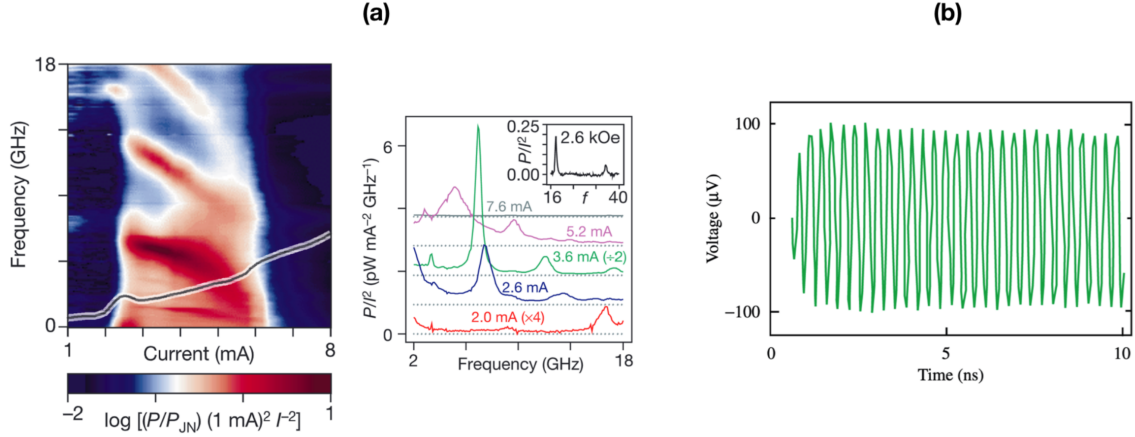 (a)
(b)
18
0
Frequency (GHz)
1
8
Current (mA)
−2
1
log [(P/P_JN) (1 mA)² I⁻²]
6
0
P/I² (pW mA⁻² GHz⁻¹)
0.25
0.00
P/I²
2.6 kOe
16
f
40
7.6 mA
5.2 mA
3.6 mA (÷2)
2.6 mA
2.0 mA (×4)
2
18
Frequency (GHz)
100
0
−100
Voltage (μV)
0
5
10
Time (ns)